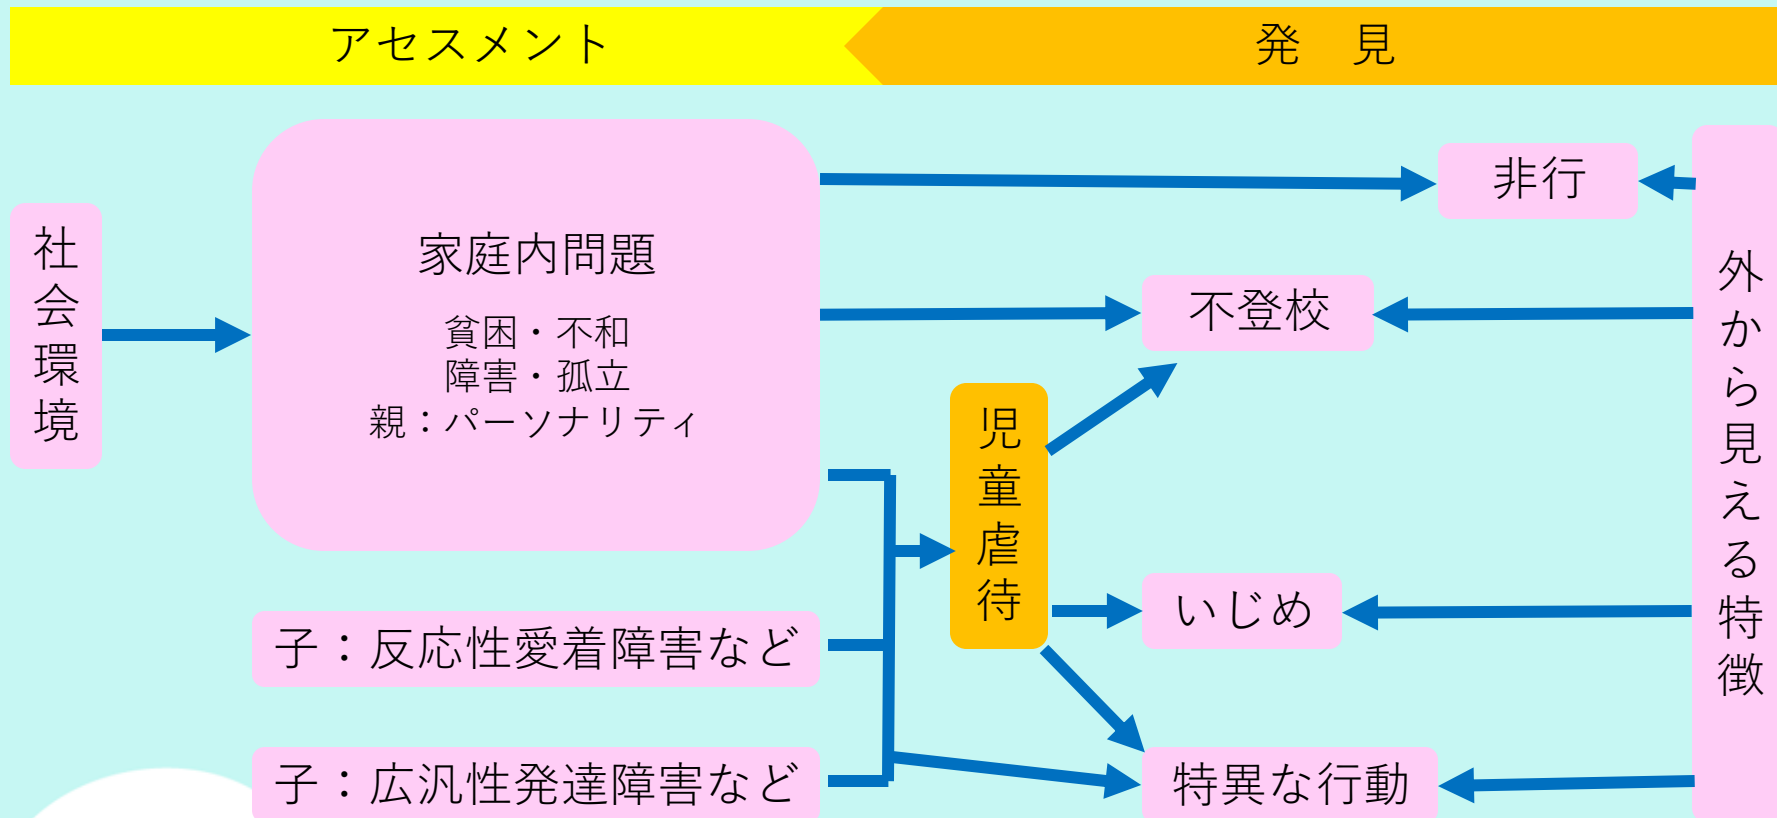 アセスメント
発　見
社会環境
家庭内問題
貧困・不和
障害・孤立
親：パーソナリティ
子：反応性愛着障害など
子：広汎性発達障害など
児童虐待
非行
不登校
いじめ
特異な行動
外から見える特徴